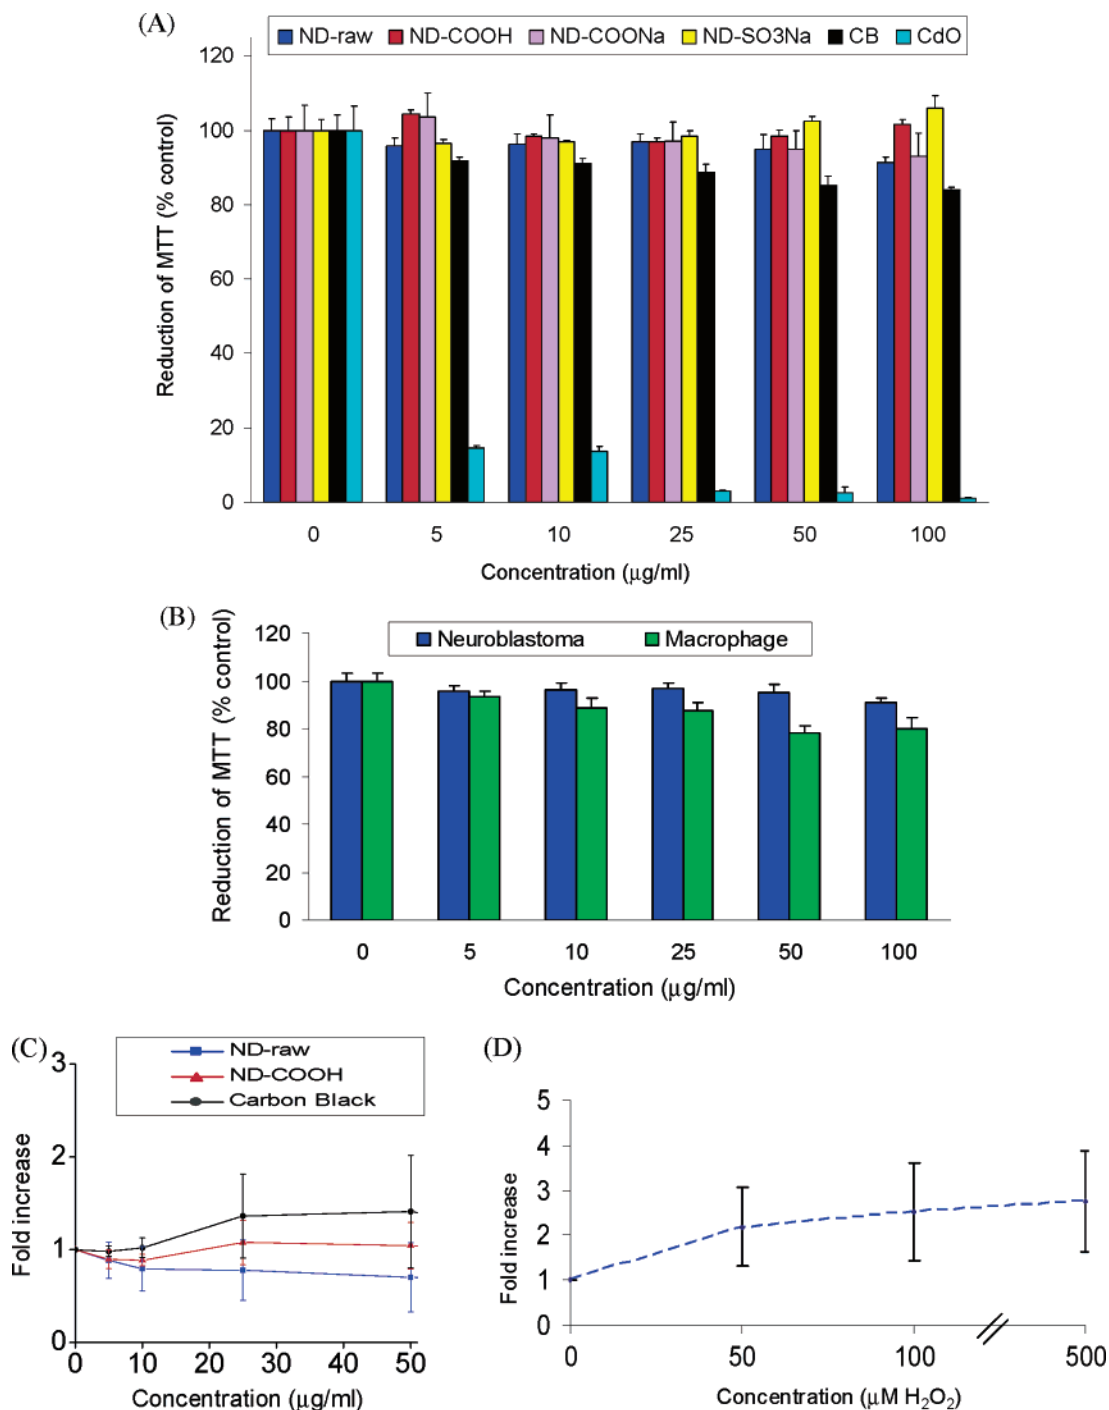 (A)
ND-raw ND-COOH ND-COONa ND-SO3Na CB CdO
Reduction of MTT (% control)
120
100
80
60
40
20
0
0 5 10 25 50 100
Concentration (μg/ml)
(B)
Neuroblastoma Macrophage
Reduction of MTT (% control)
120
100
80
60
40
20
0
0 5 10 25 50 100
Concentration (μg/ml)
(C)
ND-raw
ND-COOH
Carbon Black
Fold increase
3
2
1
0
0 10 20 30 40 50
Concentration (μg/ml)
(D)
Fold increase
5
4
3
2
1
0
0 50 100 500
Concentration (μM H₂O₂)